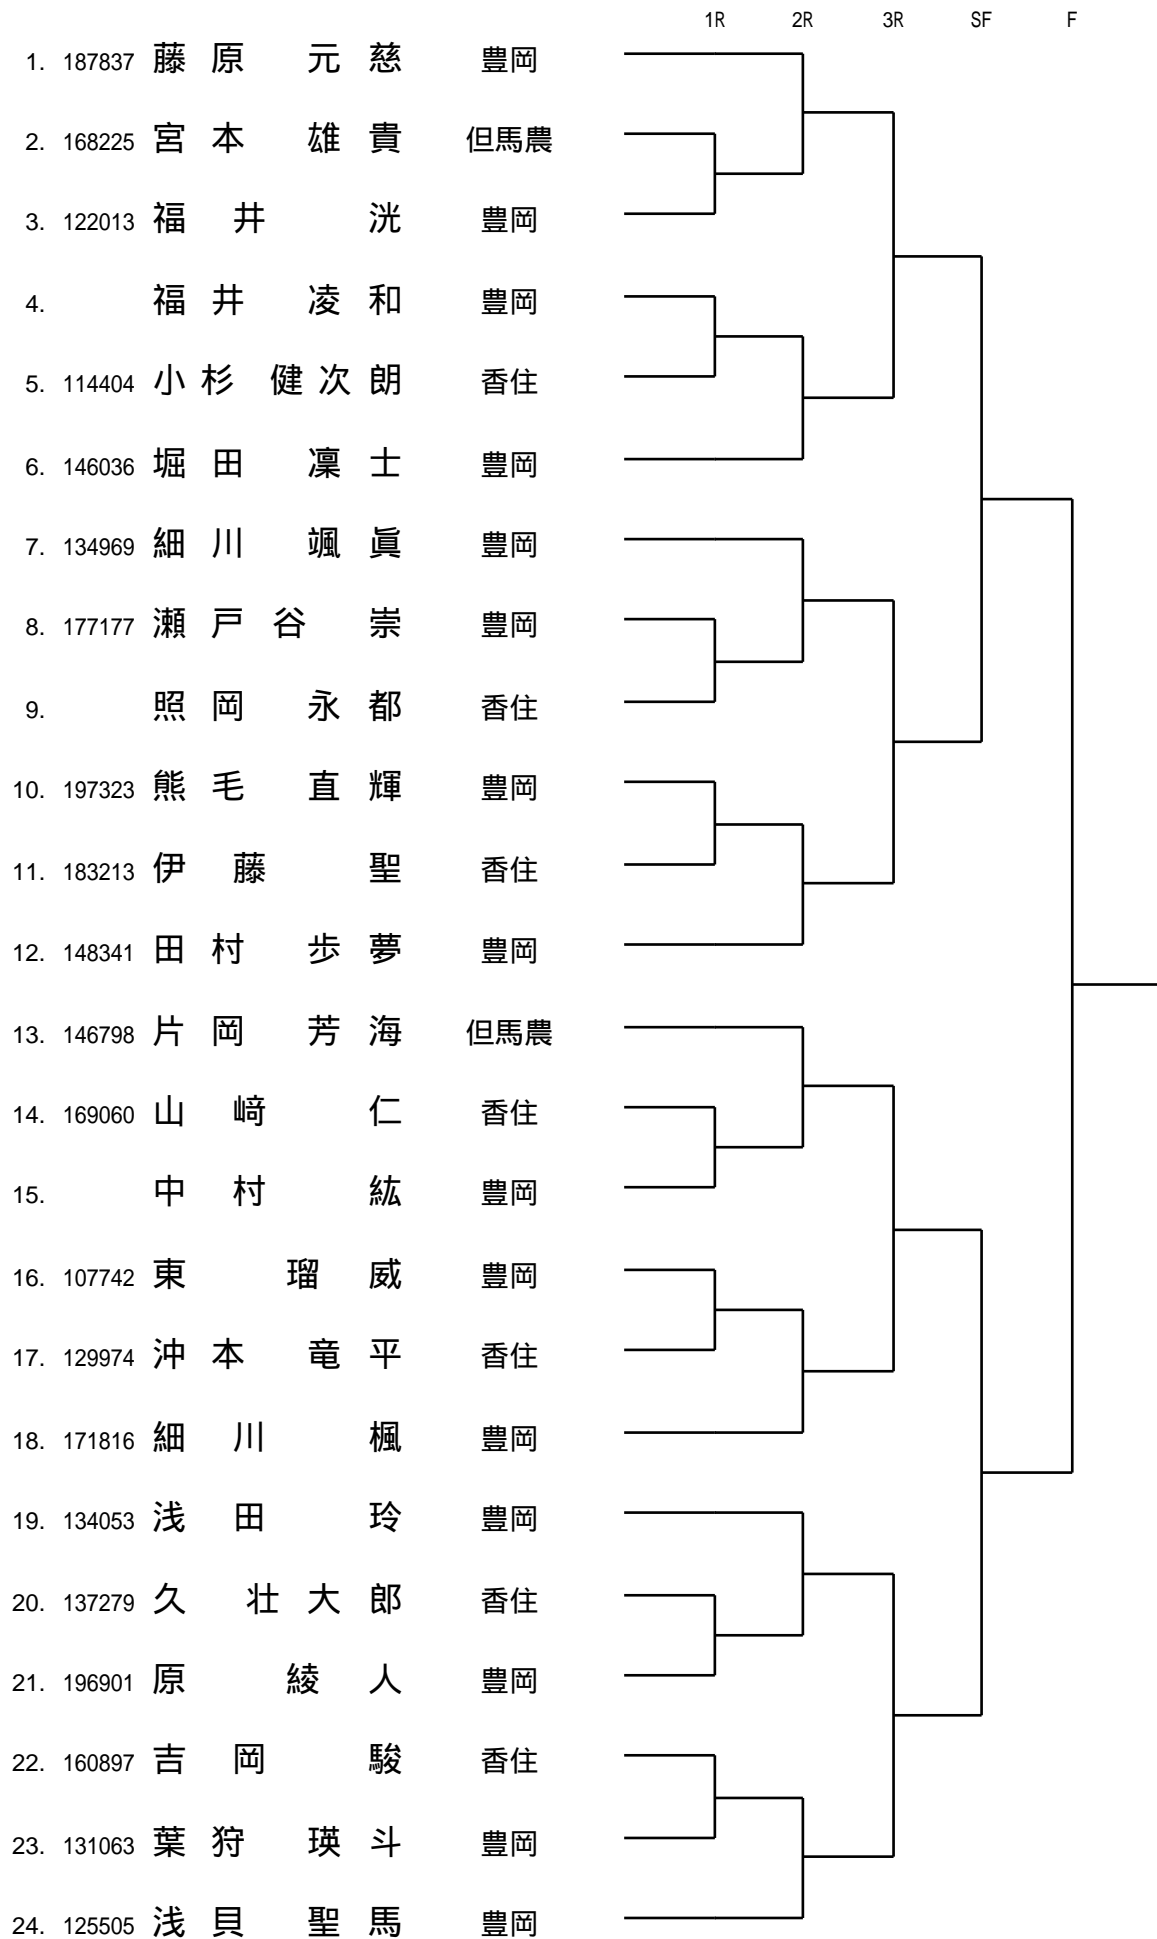 1R 2R 3R SF F
1. 187837 藤原 元慈 豊岡
2. 168225 宮本 雄貴 但馬農
3. 122013 福井 洸 豊岡
4. 福井 凌和 豊岡
5. 114404 小杉 健次朗 香住
6. 146036 堀田 凜士 豊岡
7. 134969 細川 颯眞 豊岡
8. 177177 瀬戸谷 崇 豊岡
9. 照岡 永都 香住
10. 197323 熊毛 直輝 豊岡
11. 183213 伊藤 聖 香住
12. 148341 田村 歩夢 豊岡
13. 146798 片岡 芳海 但馬農
14. 169060 山﨑 仁 香住
15. 中村 紘 豊岡
16. 107742 東 瑠威 豊岡
17. 129974 沖本 竜平 香住
18. 171816 細川 楓 豊岡
19. 134053 浅田 玲 豊岡
20. 137279 久 壮大郎 香住
21. 196901 原 綾人 豊岡
22. 160897 吉岡 駿 香住
23. 131063 葉狩 瑛斗 豊岡
24. 125505 浅貝 聖馬 豊岡